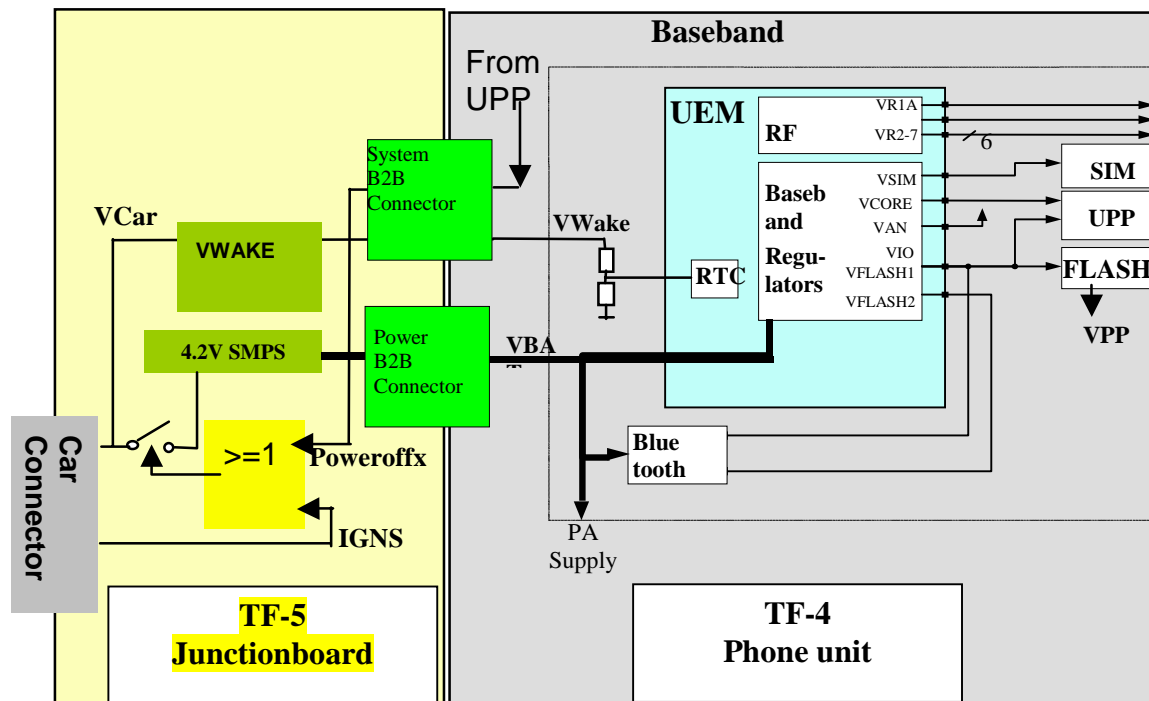 Baseband
From
UPP
UEM
RF
VR1A
VR2-7
6
System
B2B
Connector
VCar
VWAKE
VWake
RTC
Baseb
and
Regu-
lators
VSIM
VCORE
VAN
VIO
VFLASH1
VFLASH2
SIM
UPP
FLASH
VPP
4.2V SMPS
Power
B2B
Connector
VBA
Car
Connector
>=1
Poweroffx
IGNS
Blue
tooth
PA
Supply
TF-5
Junctionboard
TF-4
Phone unit